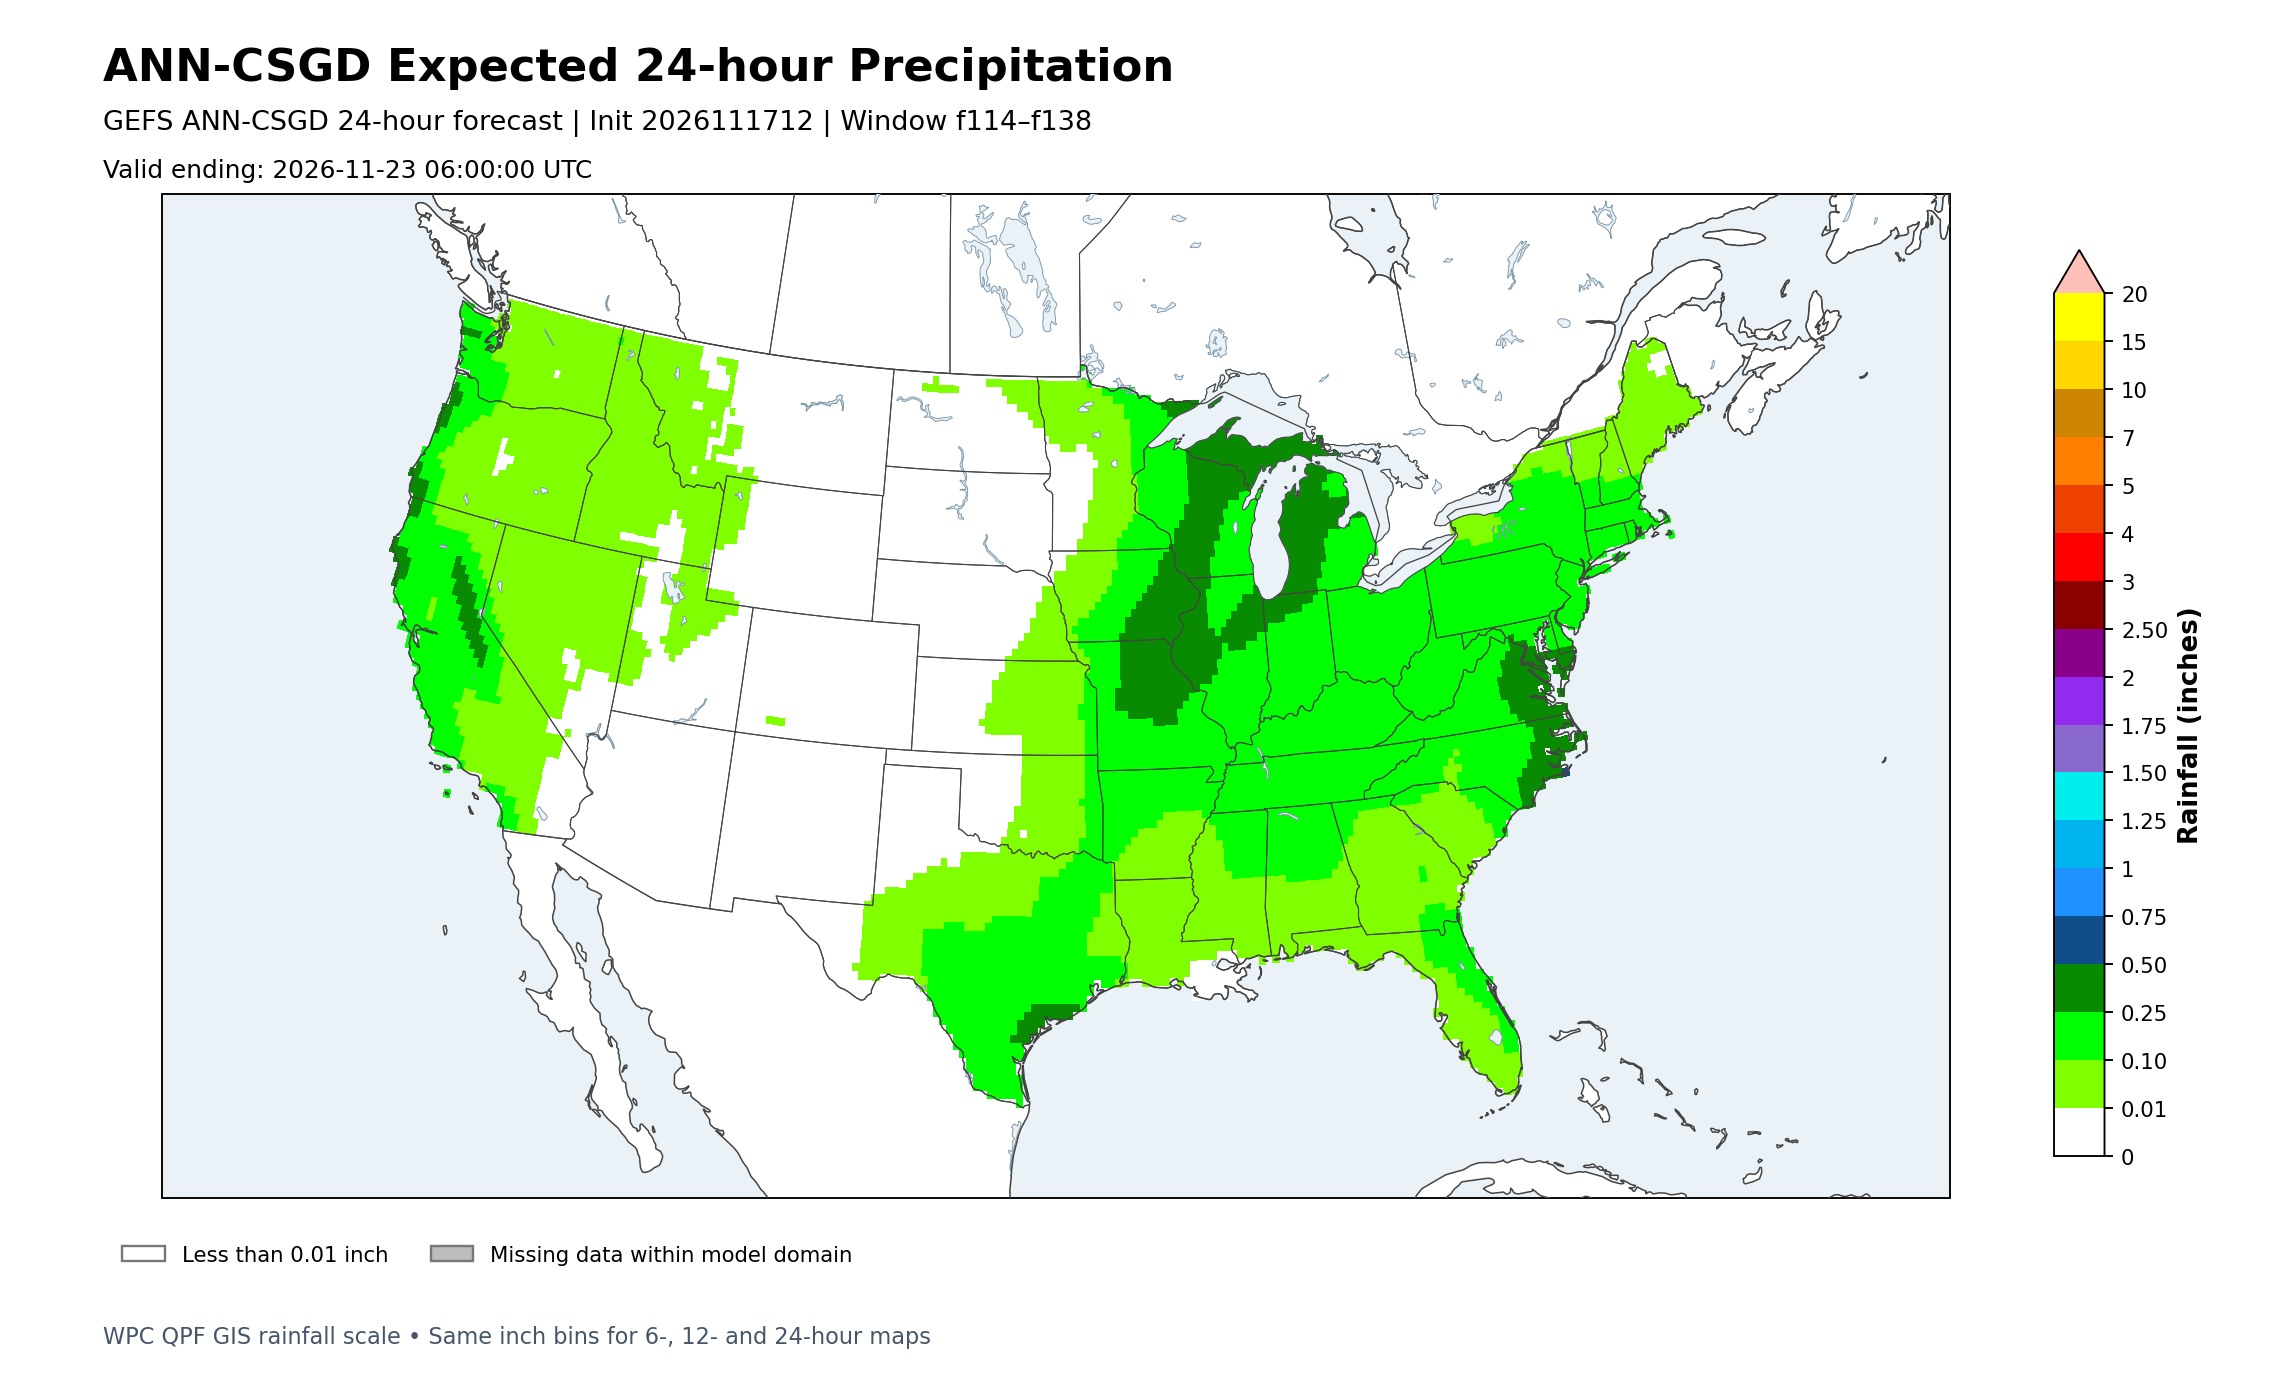 ANN-CSGD Expected 24-hour Precipitation
GEFS ANN-CSGD 24-hour forecast | Init 2026111712 | Window f114–f138
Valid ending: 2026-11-23 06:00:00 UTC
20
15
10
7
5
4
3
2.50
2
1.75
1.50
1.25
1
0.75
0.50
0.25
0.10
0.01
0
Rainfall (inches)
Less than 0.01 inch
Missing data within model domain
WPC QPF GIS rainfall scale • Same inch bins for 6-, 12- and 24-hour maps